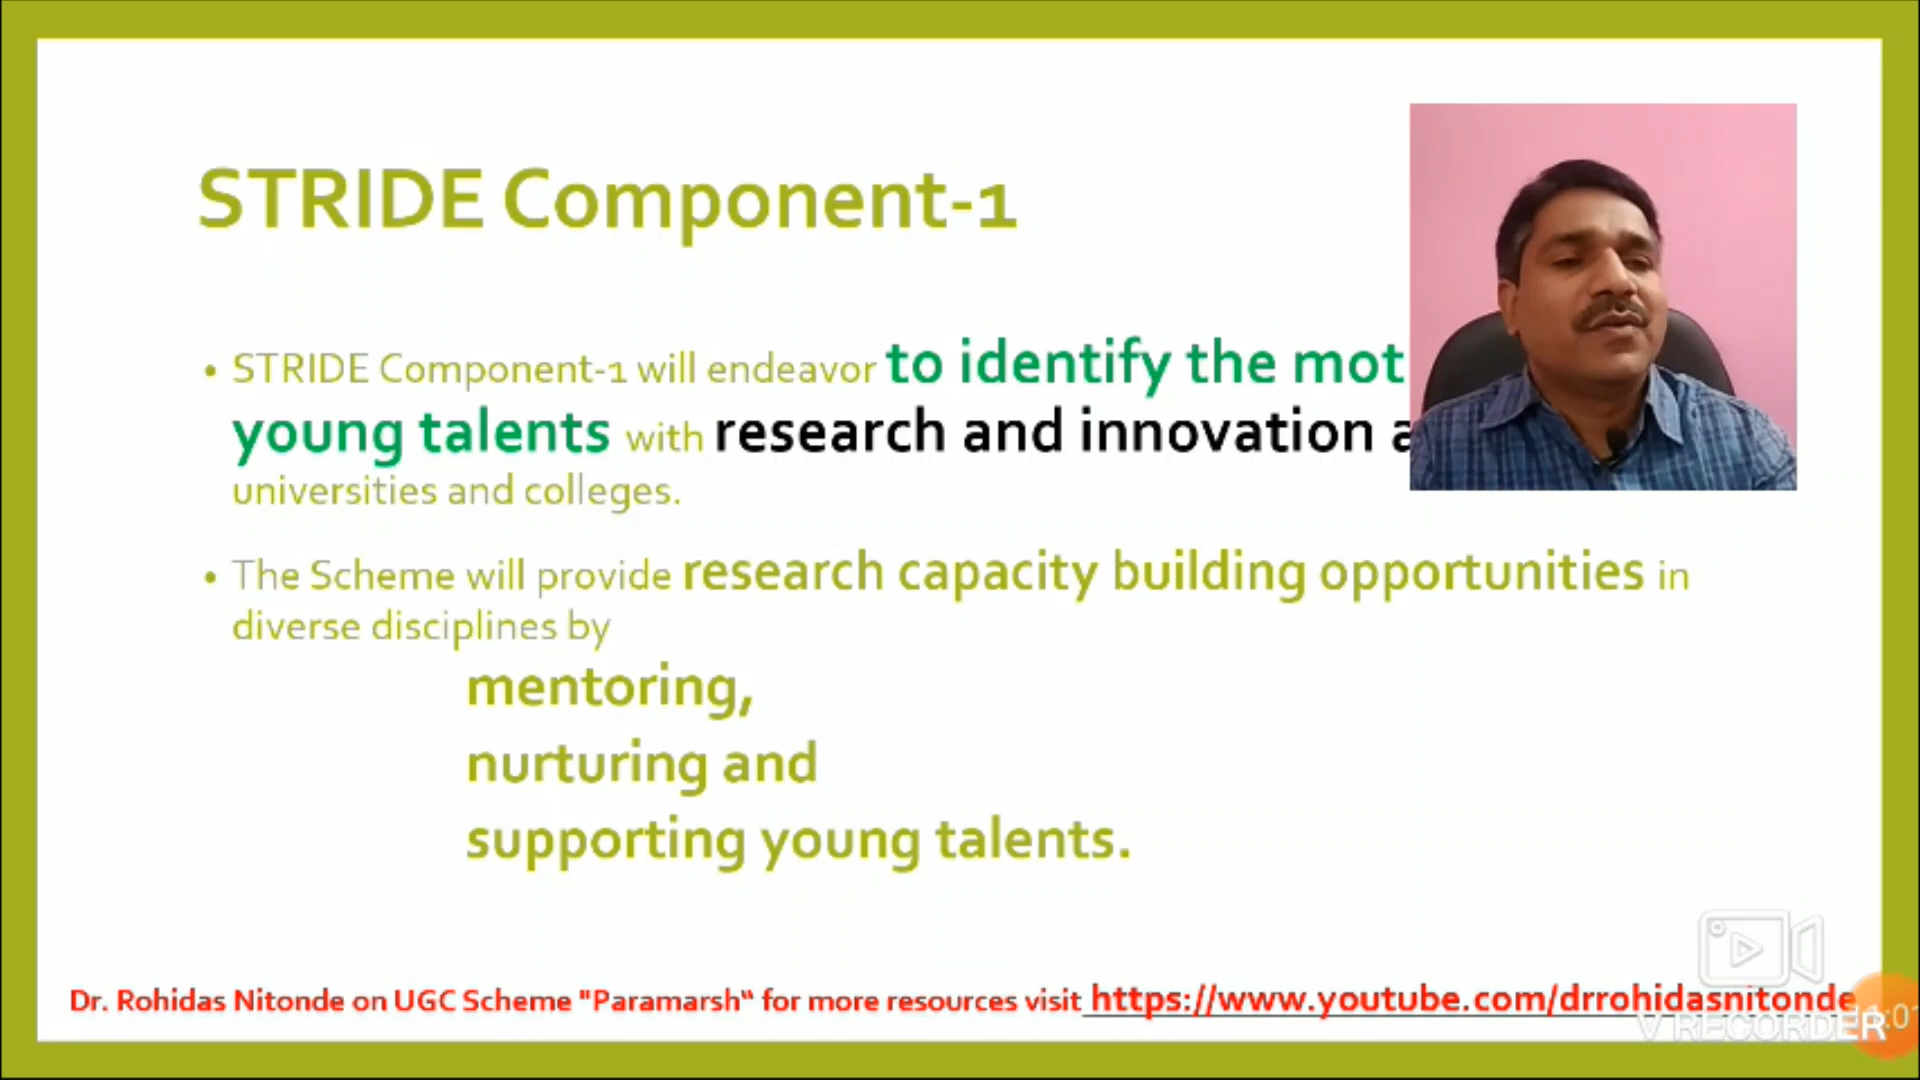 STRIDE Component-1
• STRIDE Component-1 will endeavor to identify the mot
young talents with research and innovation a
universities and colleges.
• The Scheme will provide research capacity building opportunities in
diverse disciplines by
mentoring,
nurturing and
supporting young talents.
Dr. Rohidas Nitonde on UGC Scheme "Paramarsh" for more resources visit https://www.youtube.com/drrohidasnitonde
V RECORDER